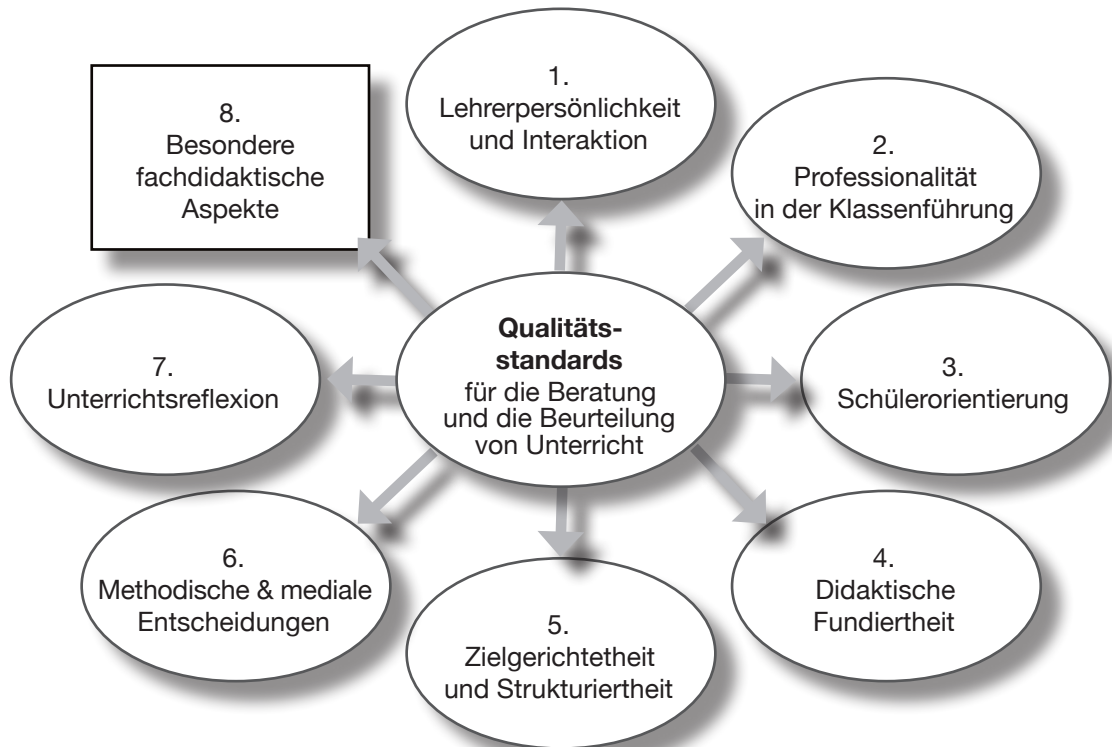 1.
Lehrerpersönlichkeit
und Interaktion
2.
Professionalität
in der Klassenführung
3.
Schülerorientierung
4.
Didaktische
Fundiertheit
5.
Zielgerichtetheit
und Strukturiertheit
6.
Methodische & mediale
Entscheidungen
7.
Unterrichtsreflexion
8.
Besondere
fachdidaktische
Aspekte
Qualitäts-
standards
für die Beratung
und die Beurteilung
von Unterricht